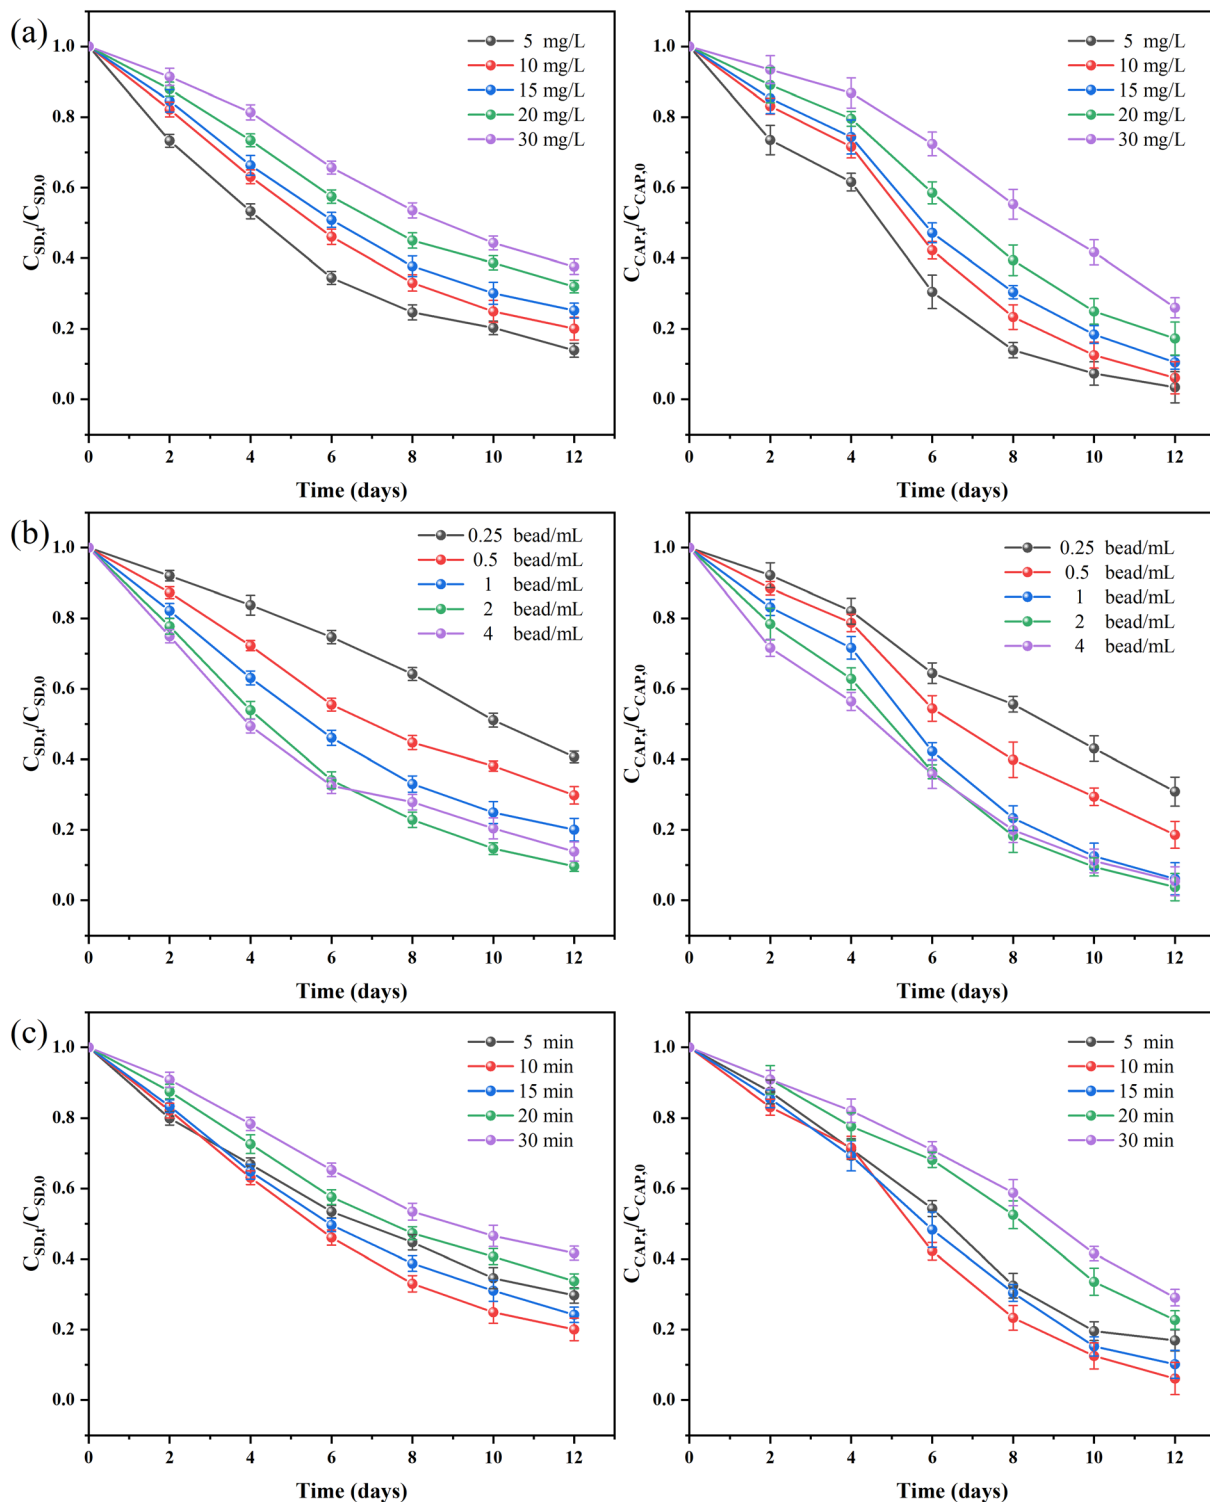 (a)
1.0
0.8
0.6
0.4
0.2
0.0
C_SD,t/C_SD,0
5 mg/L
10 mg/L
15 mg/L
20 mg/L
30 mg/L
0 2 4 6 8 10 12
Time (days)
1.0
0.8
0.6
0.4
0.2
0.0
C_CAP,t/C_CAP,0
5 mg/L
10 mg/L
15 mg/L
20 mg/L
30 mg/L
0 2 4 6 8 10 12
Time (days)
(b)
1.0
0.8
0.6
0.4
0.2
0.0
C_SD,t/C_SD,0
0.25 bead/mL
0.5 bead/mL
1 bead/mL
2 bead/mL
4 bead/mL
0 2 4 6 8 10 12
Time (days)
1.0
0.8
0.6
0.4
0.2
0.0
C_CAP,t/C_CAP,0
0.25 bead/mL
0.5 bead/mL
1 bead/mL
2 bead/mL
4 bead/mL
0 2 4 6 8 10 12
Time (days)
(c)
1.0
0.8
0.6
0.4
0.2
0.0
C_SD,t/C_SD,0
5 min
10 min
15 min
20 min
30 min
0 2 4 6 8 10 12
Time (days)
1.0
0.8
0.6
0.4
0.2
0.0
C_CAP,t/C_CAP,0
5 min
10 min
15 min
20 min
30 min
0 2 4 6 8 10 12
Time (days)